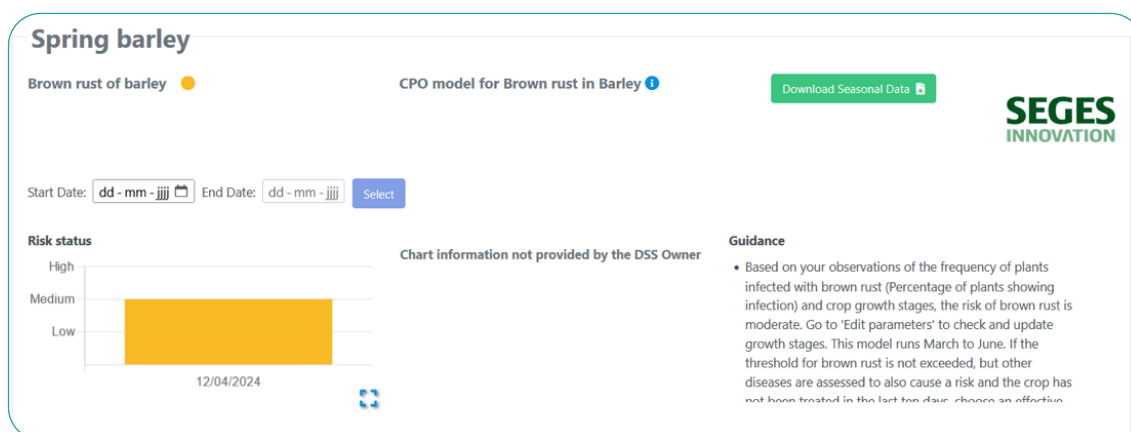 Spring barley
Brown rust of barley
CPO model for Brown rust in Barley
Download Seasonal Data
SEGES
INNOVATION
Start Date: dd - mm - jjjj End Date: dd - mm - jjjj Select
Risk status
High
Medium
Low
12/04/2024
Chart information not provided by the DSS Owner
Guidance
• Based on your observations of the frequency of plants
infected with brown rust (Percentage of plants showing
infection) and crop growth stages, the risk of brown rust is
moderate. Go to 'Edit parameters' to check and update
growth stages. This model runs March to June. If the
threshold for brown rust is not exceeded, but other
diseases are assessed to also cause a risk and the crop has
not been treated in the last ten days, choose an effective